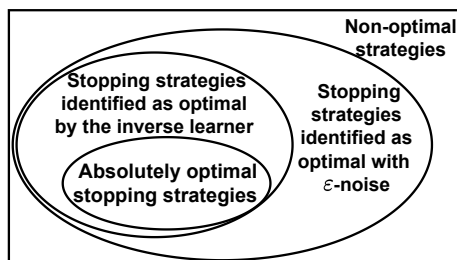 Non-optimal
strategies
Stopping strategies
identified as optimal
by the inverse learner
Stopping
strategies
identified as
optimal with
ε-noise
Absolutely optimal
stopping strategies